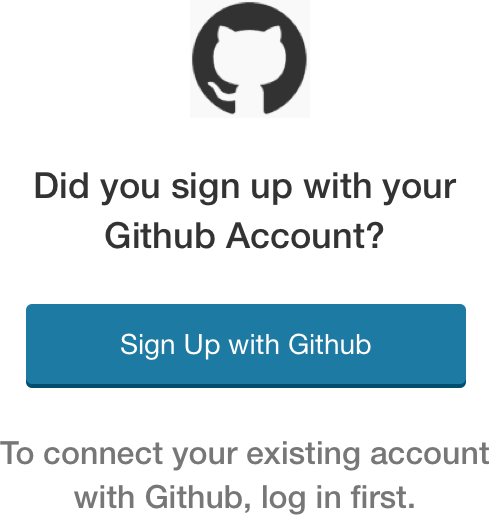 Did you sign up with your
Github Account?
Sign Up with Github
To connect your existing account
with Github, log in first.